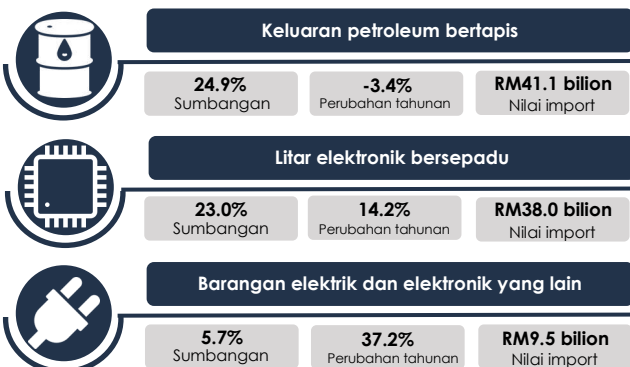 Keluaran petroleum bertapis
24.9%
Sumbangan
-3.4%
Perubahan tahunan
RM41.1 bilion
Nilai import
Litar elektronik bersepadu
23.0%
Sumbangan
14.2%
Perubahan tahunan
RM38.0 bilion
Nilai import
Barangan elektrik dan elektronik yang lain
5.7%
Sumbangan
37.2%
Perubahan tahunan
RM9.5 bilion
Nilai import